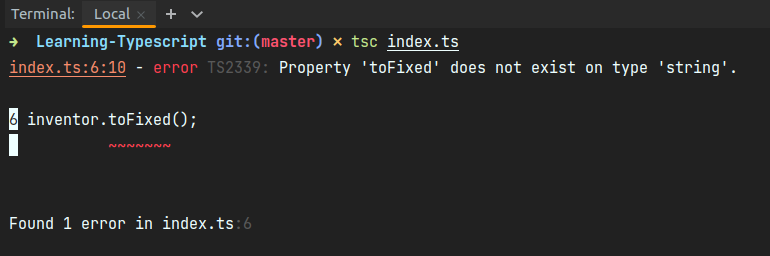 Terminal: Local × + ∨
➜ Learning-Typescript git:(master) × tsc index.ts
index.ts:6:10 - error TS2339: Property 'toFixed' does not exist on type 'string'.
6 inventor.toFixed();
~~~~~~~
Found 1 error in index.ts:6